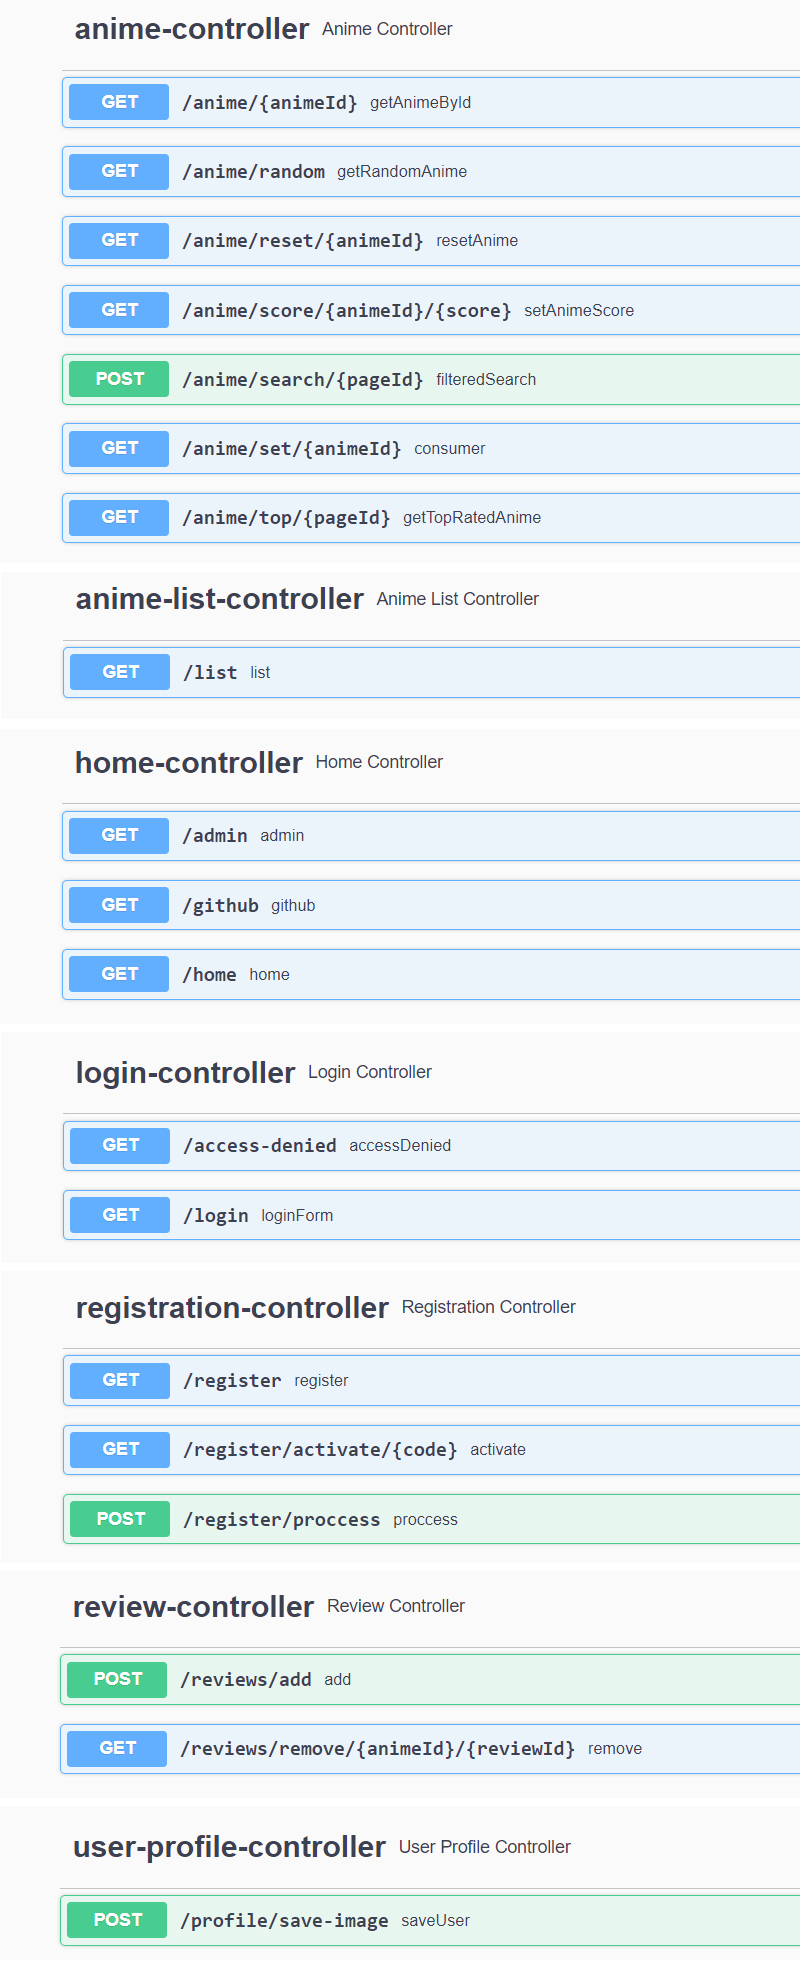 anime-controller Anime Controller
GET /anime/{animeId} getAnimeById
GET /anime/random getRandomAnime
GET /anime/reset/{animeId} resetAnime
GET /anime/score/{animeId}/{score} setAnimeScore
POST /anime/search/{pageId} filteredSearch
GET /anime/set/{animeId} consumer
GET /anime/top/{pageId} getTopRatedAnime
anime-list-controller Anime List Controller
GET /list list
home-controller Home Controller
GET /admin admin
GET /github github
GET /home home
login-controller Login Controller
GET /access-denied accessDenied
GET /login loginForm
registration-controller Registration Controller
GET /register register
GET /register/activate/{code} activate
POST /register/proccess proccess
review-controller Review Controller
POST /reviews/add add
GET /reviews/remove/{animeId}/{reviewId} remove
user-profile-controller User Profile Controller
POST /profile/save-image saveUser